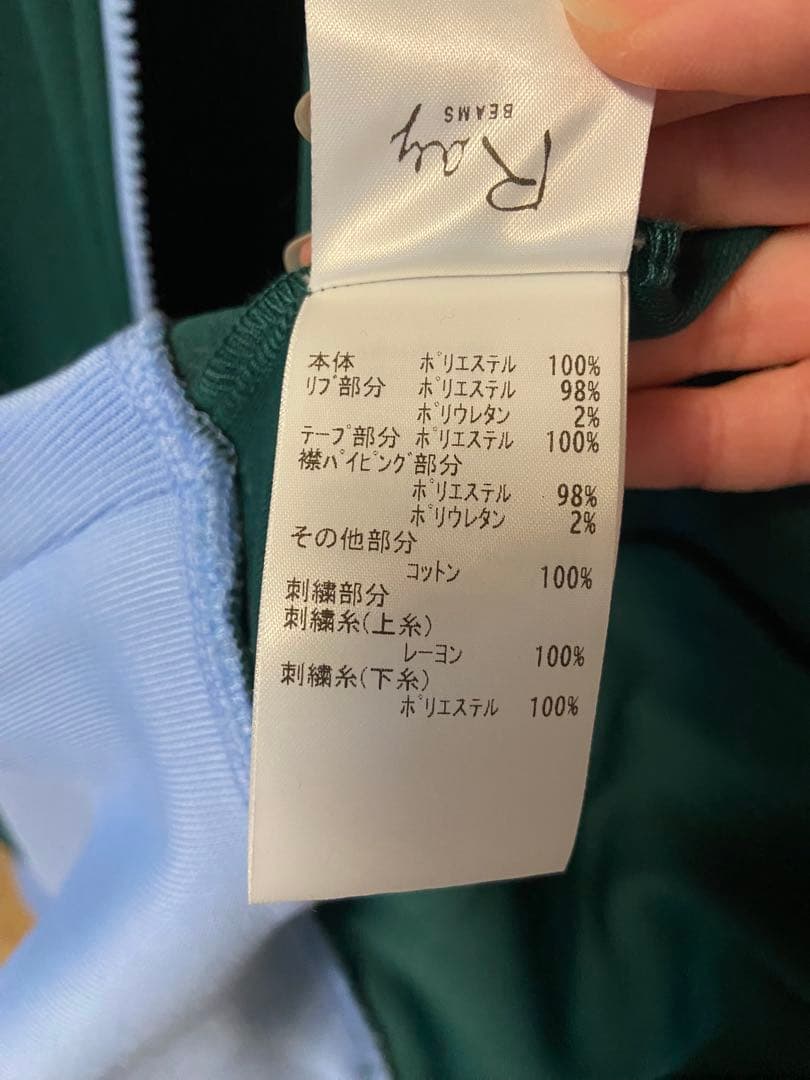 Ray
BEAMS
本体 ポリエステル 100%
リブ部分 ポリエステル 98%
ポリウレタン 2%
テープ部分 ポリエステル 100%
襟パイピング部分
ポリエステル 98%
ポリウレタン 2%
その他部分
コットン 100%
刺繍部分
刺繍糸(上糸)
レーヨン 100%
刺繍糸(下糸)
ポリエステル 100%